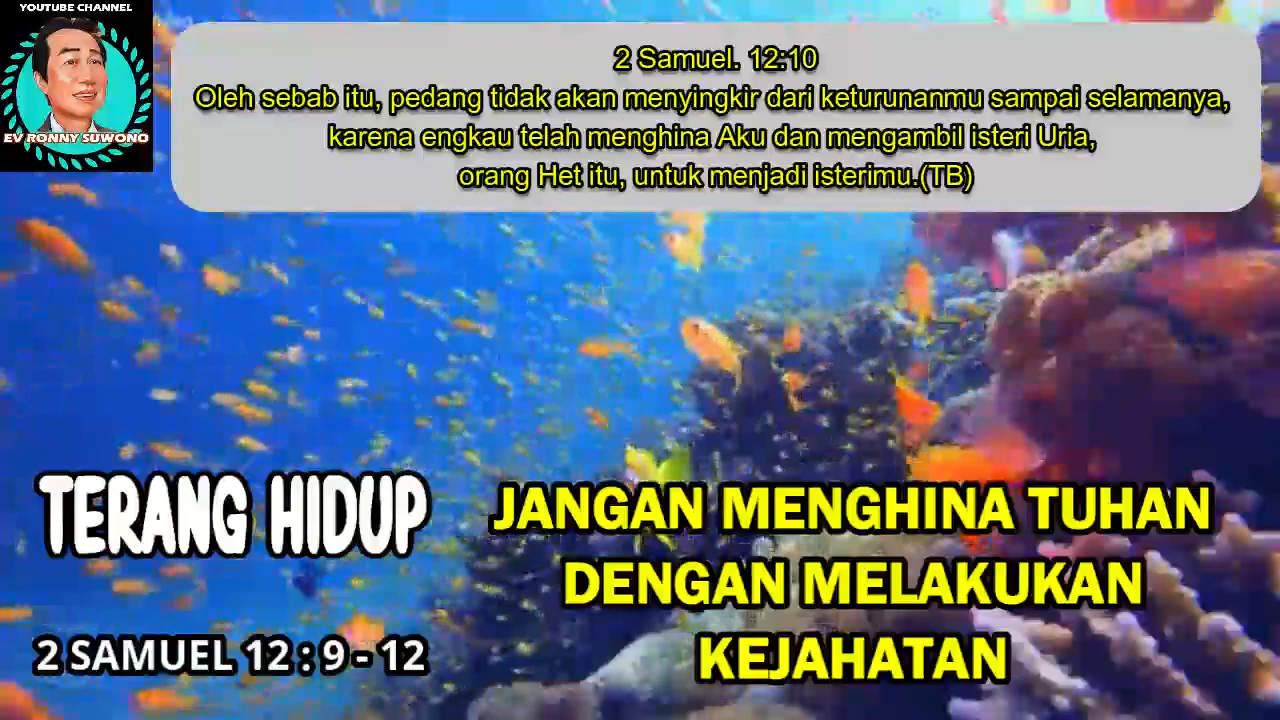 YOUTUBE CHANNEL
EV RONNY SUWONO
2 Samuel. 12:10
Oleh sebab itu, pedang tidak akan menyingkir dari keturunanmu sampai selamanya,
karena engkau telah menghina Aku dan mengambil isteri Uria,
orang Het itu, untuk menjadi isterimu.(TB)
TERANG HIDUP
2 SAMUEL 12 : 9 - 12
JANGAN MENGHINA TUHAN
DENGAN MELAKUKAN
KEJAHATAN